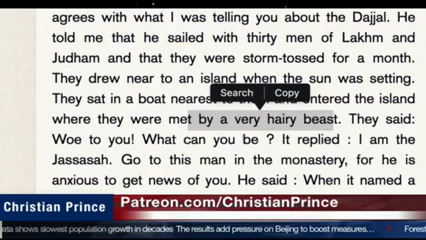 agrees with what I was telling you about the Dajjal. He
told me that he sailed with thirty men of Lakhm and
Judham and that they were storm-tossed for a month.
They drew near to an island when the sun was setting.
Search Copy
They sat in a boat nearest to them and entered the island
where they were met by a very hairy beast. They said:
Woe to you! What can you be ? It replied : I am the
Jassasah. Go to this man in the monastery, for he is
anxious to get news of you. He said : When it named a
Christian Prince
Patreon.com/ChristianPrince
ata shows slowest population growth in decades The results add pressure on Beijing to boost measures...
Forest